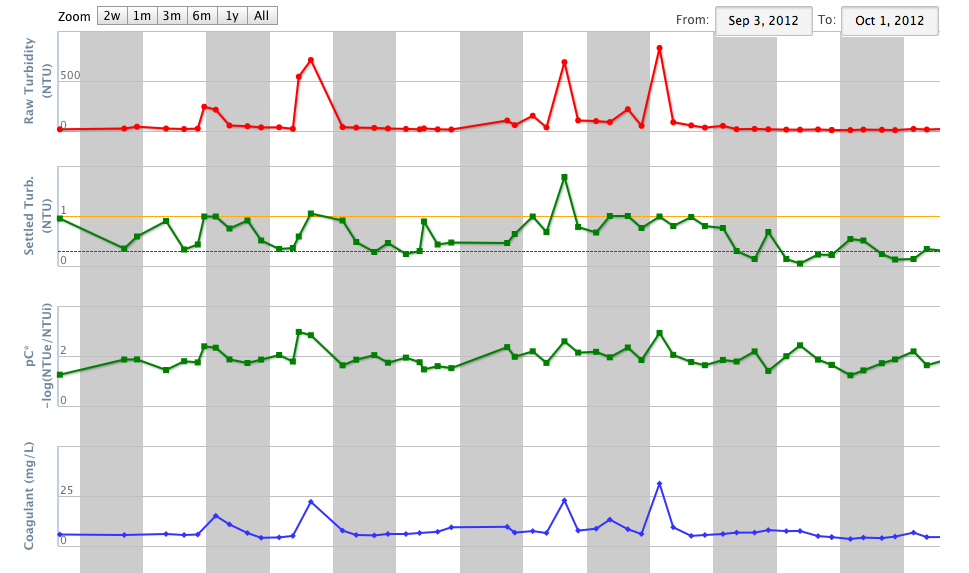 Zoom 2w 1m 3m 6m 1y All From: Sep 3, 2012 To: Oct 1, 2012
Raw Turbidity
(NTU)
500
0
Settled Turb.
(NTU)
1
0
pC*
-log(NTUe/NTUi)
2
0
Coagulant (mg/L)
25
0